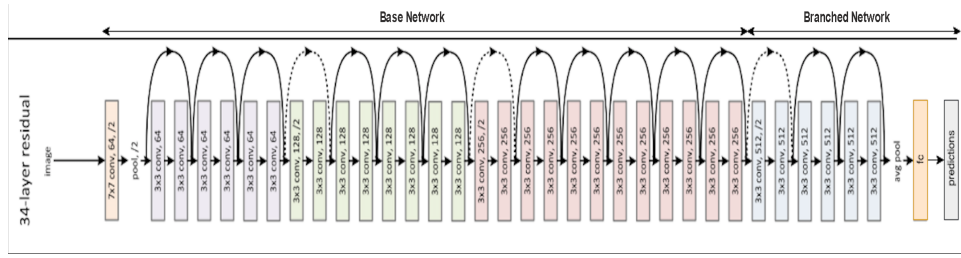 Base Network
Branched Network
34-layer residual
image
7x7 conv, 64, /2
pool, /2
3x3 conv, 64
3x3 conv, 64
3x3 conv, 64
3x3 conv, 64
3x3 conv, 64
3x3 conv, 64
3x3 conv, 128, /2
3x3 conv, 128
3x3 conv, 128
3x3 conv, 128
3x3 conv, 128
3x3 conv, 128
3x3 conv, 128
3x3 conv, 128
3x3 conv, 256, /2
3x3 conv, 256
3x3 conv, 256
3x3 conv, 256
3x3 conv, 256
3x3 conv, 256
3x3 conv, 256
3x3 conv, 256
3x3 conv, 256
3x3 conv, 256
3x3 conv, 256
3x3 conv, 256
3x3 conv, 512, /2
3x3 conv, 512
3x3 conv, 512
3x3 conv, 512
3x3 conv, 512
3x3 conv, 512
avg pool
fc
predictions